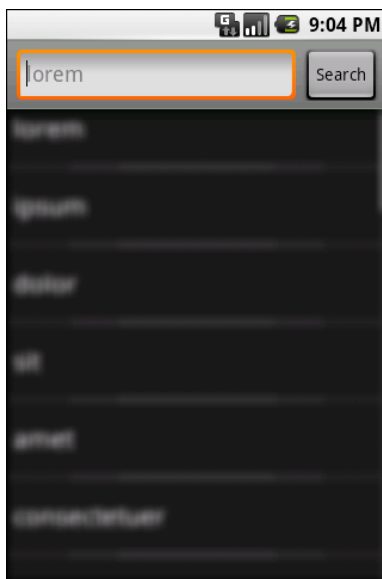 9:04 PM
lorem
Search
lorem
ipsum
dolor
sit
amet
consectetuer